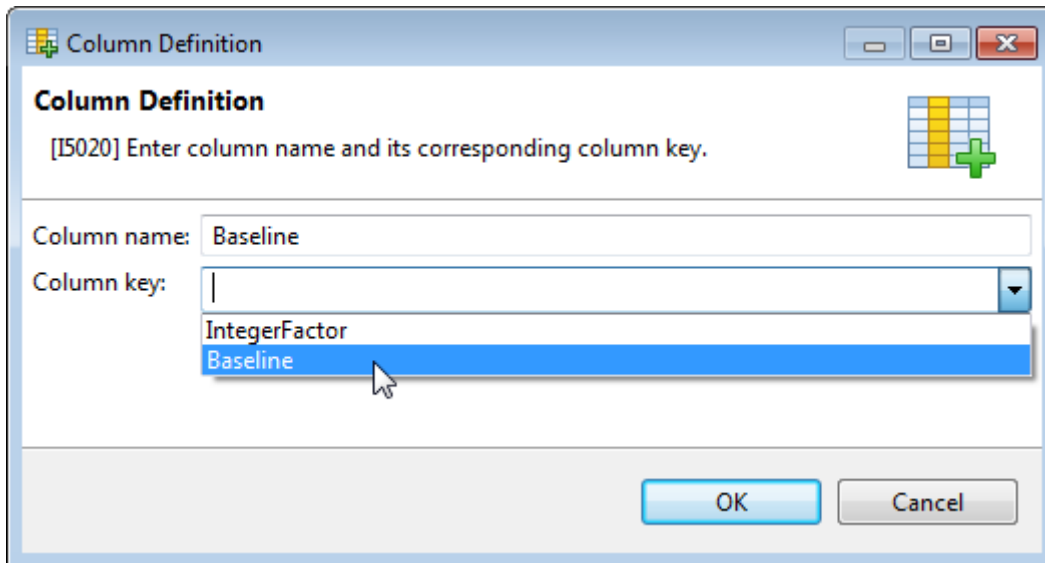 Column Definition
Column Definition
[I5020] Enter column name and its corresponding column key.
Column name: Baseline
Column key:
IntegerFactor
Baseline
OK Cancel